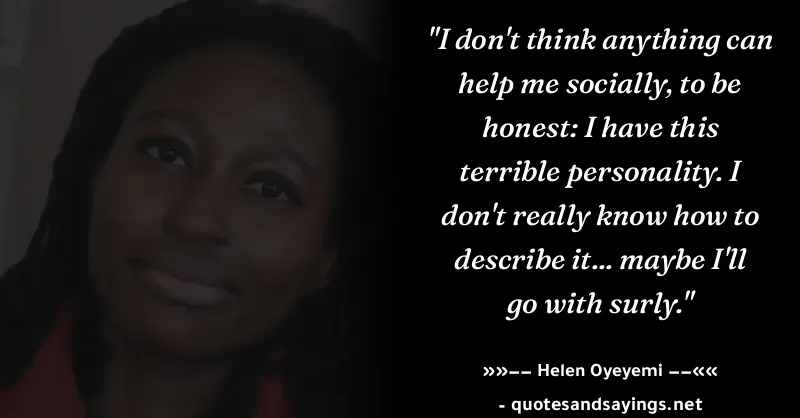 "I don't think anything can
help me socially, to be
honest: I have this
terrible personality. I
don't really know how to
describe it... maybe I'll
go with surly."
»»−− Helen Oyeyemi −−««
- quotesandsayings.net